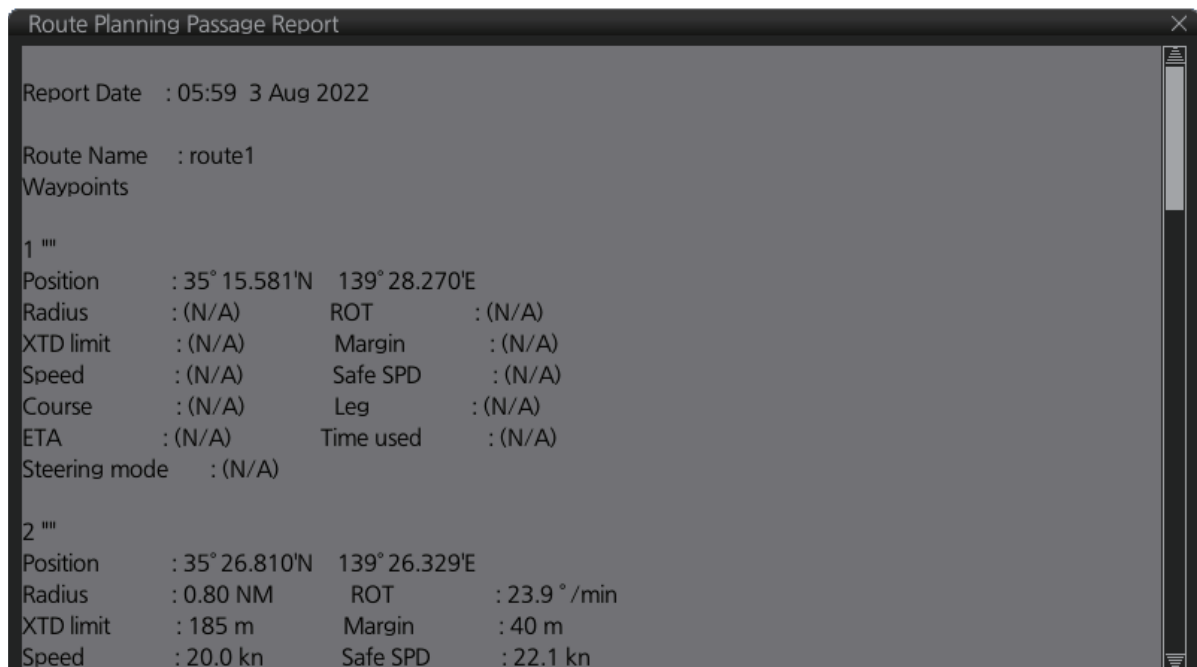 Route Planning Passage Report
Report Date : 05:59 3 Aug 2022
Route Name : route1
Waypoints
1 ""
Position : 35°15.581'N 139°28.270'E
Radius : (N/A) ROT : (N/A)
XTD limit : (N/A) Margin : (N/A)
Speed : (N/A) Safe SPD : (N/A)
Course : (N/A) Leg : (N/A)
ETA : (N/A) Time used : (N/A)
Steering mode : (N/A)
2 ""
Position : 35°26.810'N 139°26.329'E
Radius : 0.80 NM ROT : 23.9 °/min
XTD limit : 185 m Margin : 40 m
Speed : 20.0 kn Safe SPD : 22.1 kn